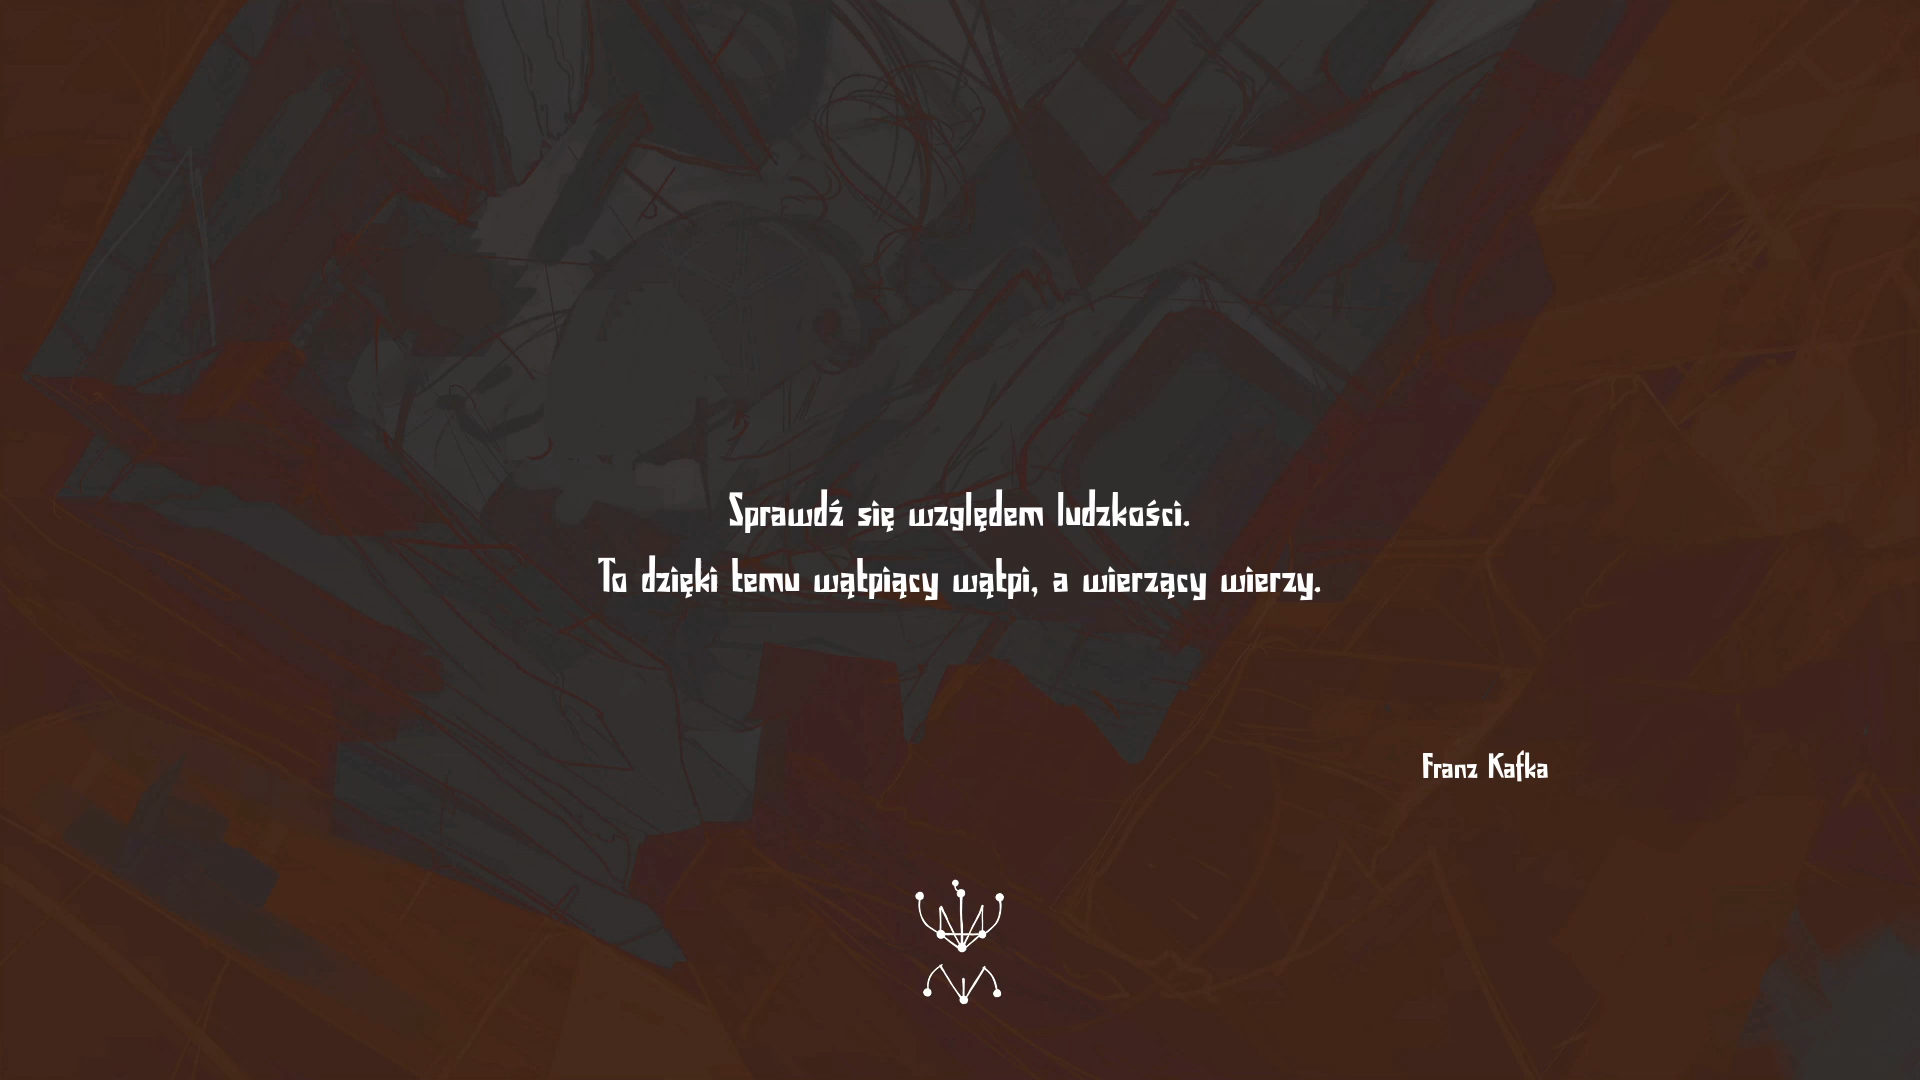 Sprawdź się względem ludzkości.
To dzięki temu wątpiący wątpi, a wierzący wierzy.
Franz Kafka